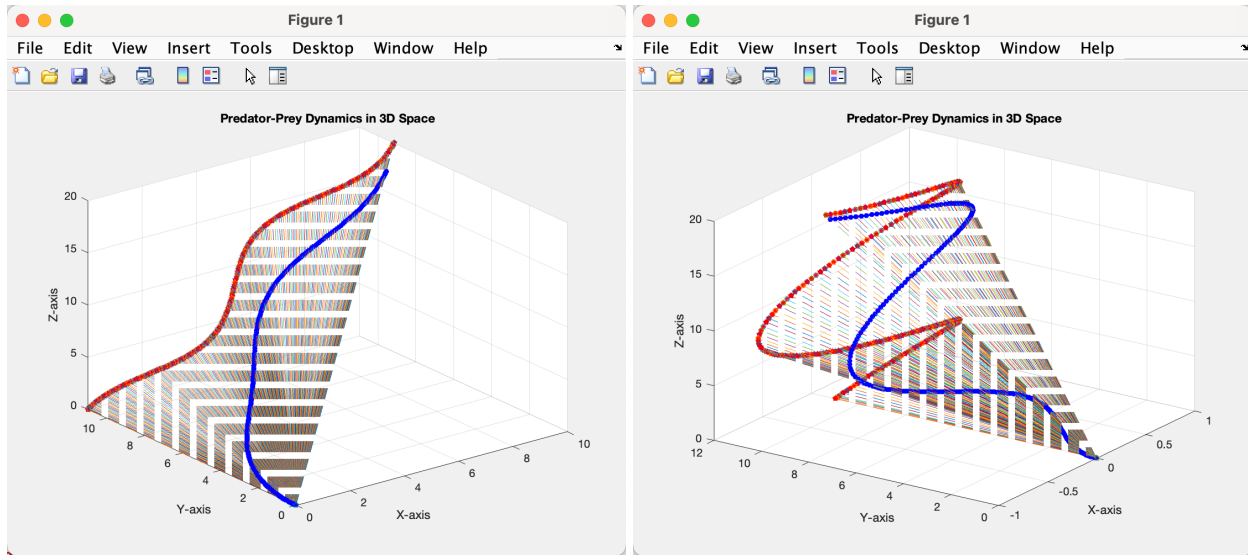 Figure 1
File Edit View Insert Tools Desktop Window Help
Predator-Prey Dynamics in 3D Space
20
15
10
5
0
Z-axis
10
8
6
4
2
0
Y-axis
0
2
4
6
8
10
X-axis
Figure 1
File Edit View Insert Tools Desktop Window Help
Predator-Prey Dynamics in 3D Space
20
15
10
5
0
Z-axis
12
10
8
6
4
2
0
Y-axis
-1
-0.5
0
0.5
1
X-axis